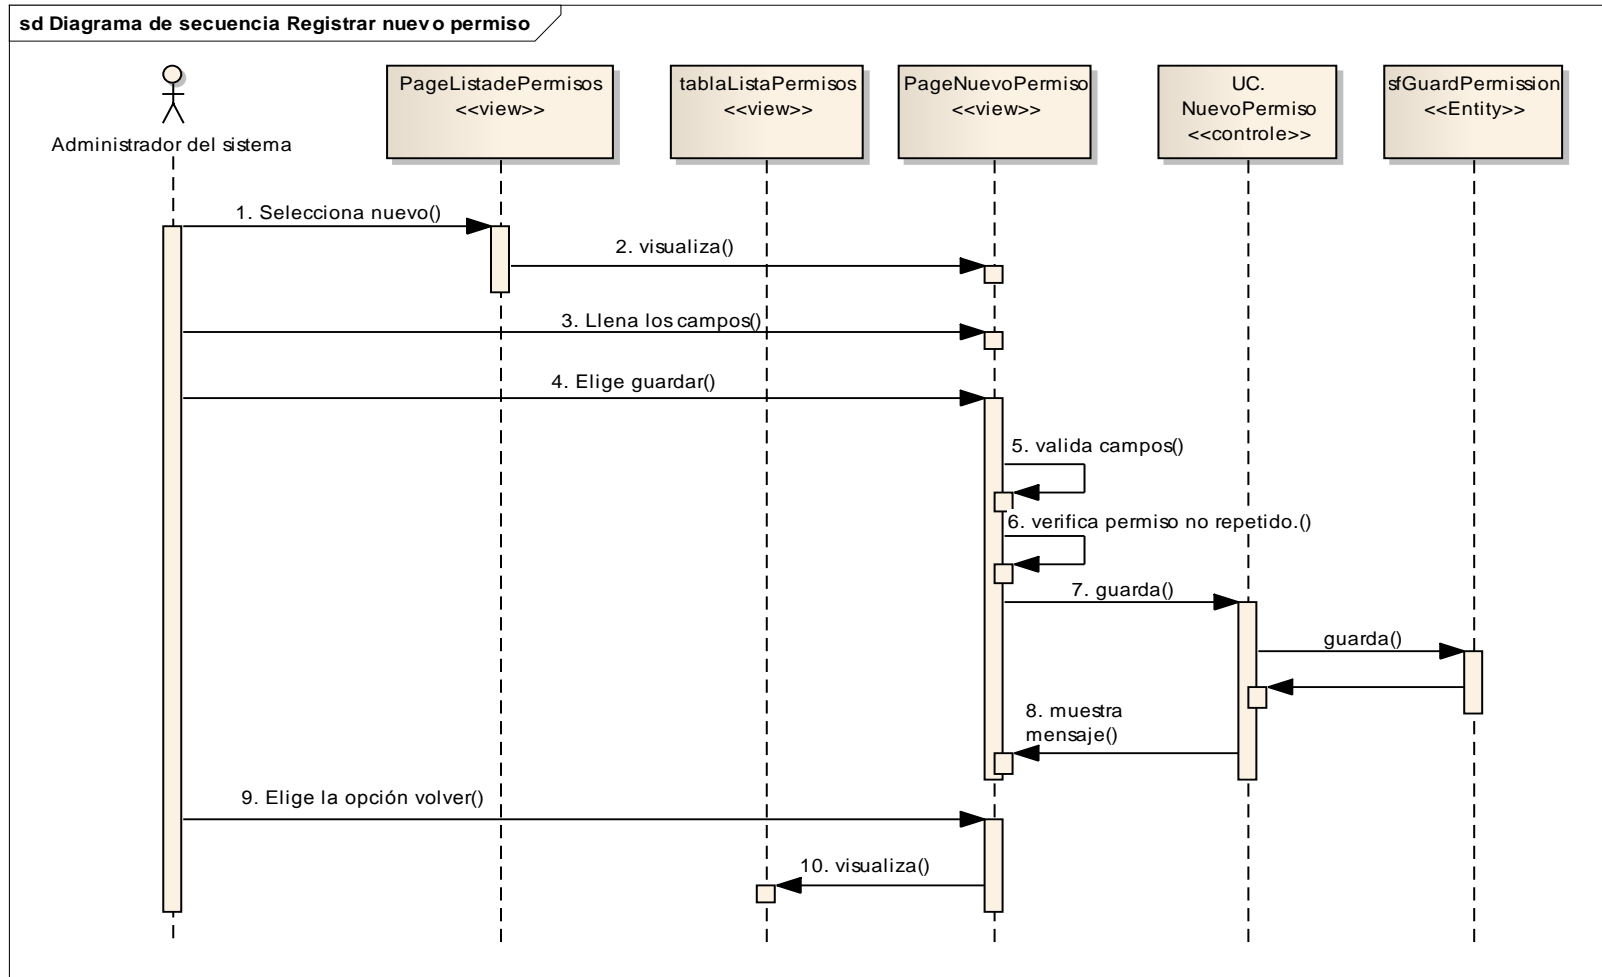 sd Diagrama de secuencia Registrar nuevo permiso
Administrador del sistema
PageListadePermisos
<<view>>
tablaListaPermisos
<<view>>
PageNuevoPermiso
<<view>>
UC.
NuevoPermiso
<<controle>>
sfGuardPermission
<<Entity>>
1. Selecciona nuevo()
2. visualiza()
3. Llena los campos()
4. Elige guardar()
5. valida campos()
6. verifica permiso no repetido.()
7. guarda()
guarda()
8. muestra
mensaje()
9. Elige la opción volver()
10. visualiza()